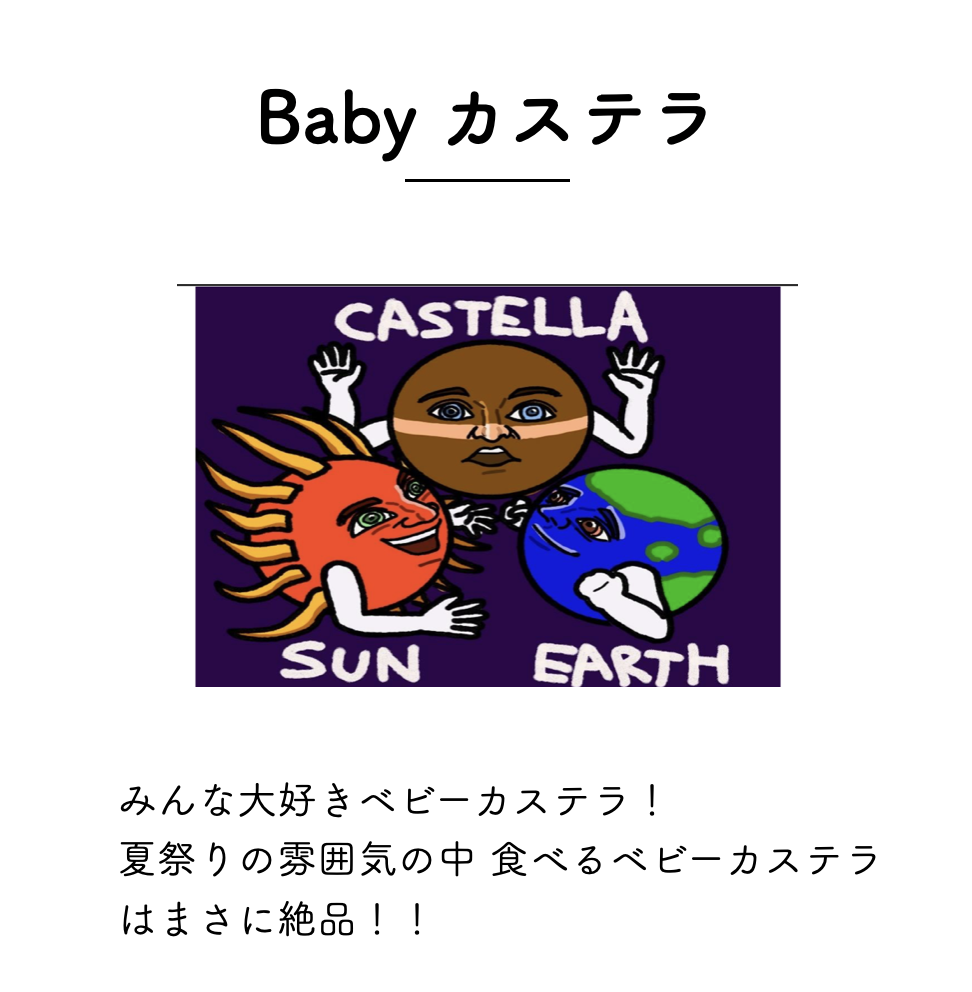 Baby カステラ
CASTELLA
SUN
EARTH
みんな大好きベビーカステラ！
夏祭りの雰囲気の中 食べるベビーカステラ
はまさに絶品！！